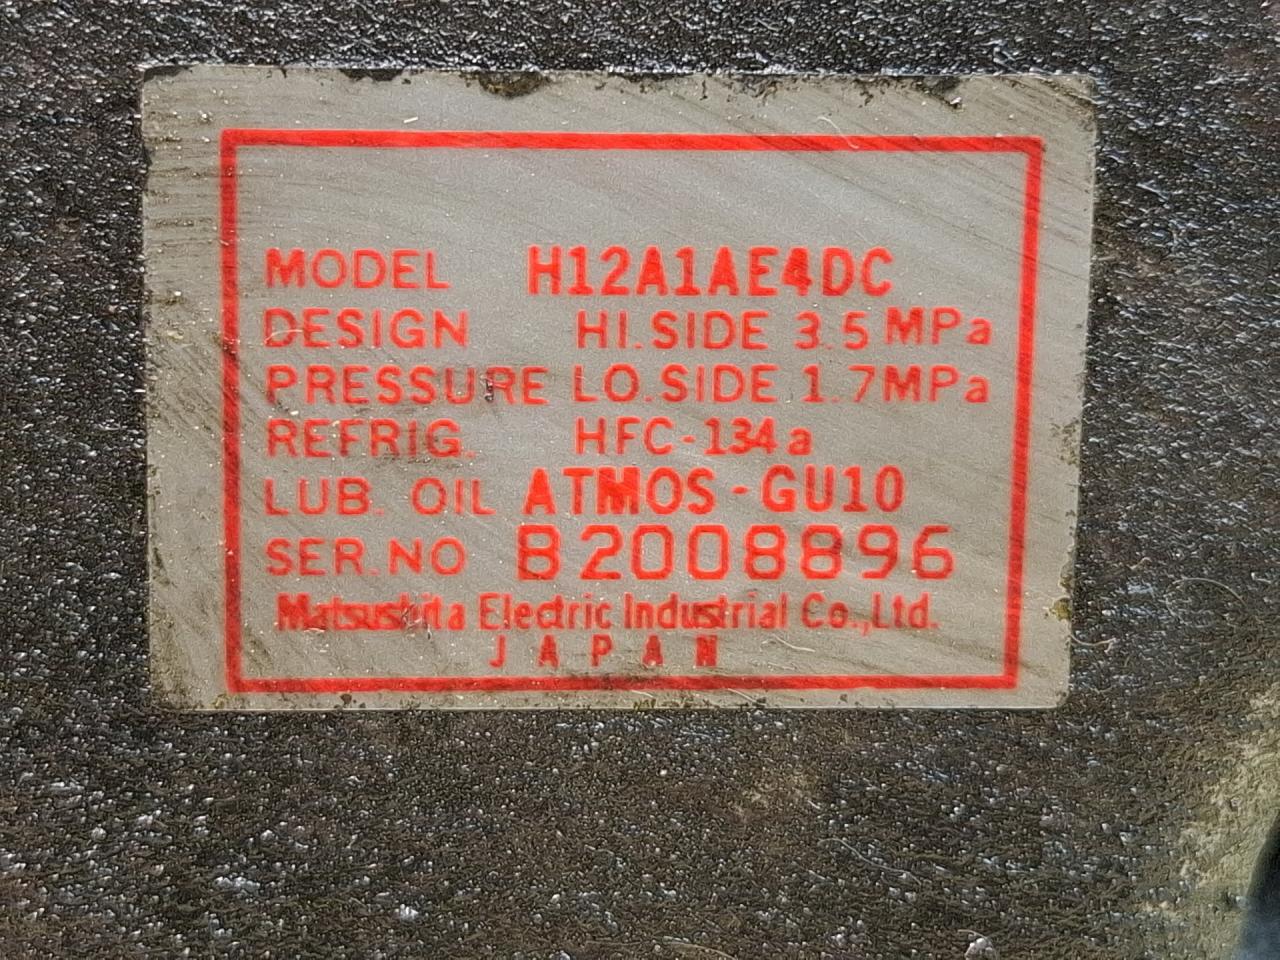 MODEL H12A1AE4DC
DESIGN HI.SIDE 3.5 MPa
PRESSURE LO.SIDE 1.7MPa
REFRIG. HFC-134a
LUB. OIL ATMOS-GU10
SER.NO B2008896
Matsushita Electric Industrial Co.,Ltd.
JAPAN